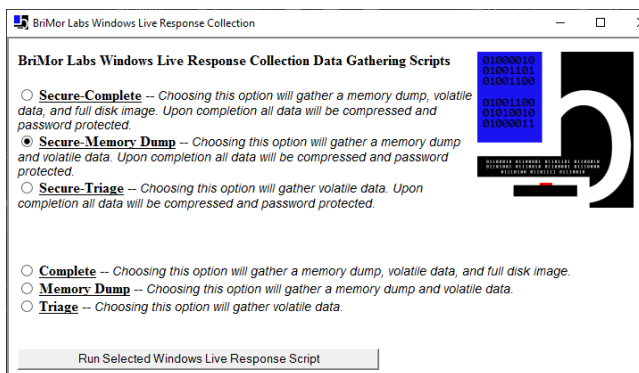 BriMor Labs Windows Live Response Collection
BriMor Labs Windows Live Response Collection Data Gathering Scripts
Secure-Complete -- Choosing this option will gather a memory dump, volatile
data, and full disk image. Upon completion all data will be compressed and
password protected.
Secure-Memory Dump -- Choosing this option will gather a memory dump
and volatile data. Upon completion all data will be compressed and password
protected.
Secure-Triage -- Choosing this option will gather volatile data. Upon
completion all data will be compressed and password protected.
Complete -- Choosing this option will gather a memory dump, volatile data, and full disk image.
Memory Dump -- Choosing this option will gather a memory dump and volatile data.
Triage -- Choosing this option will gather volatile data.
Run Selected Windows Live Response Script
01000010
01001101
01001100
01001100
01010010
01000011